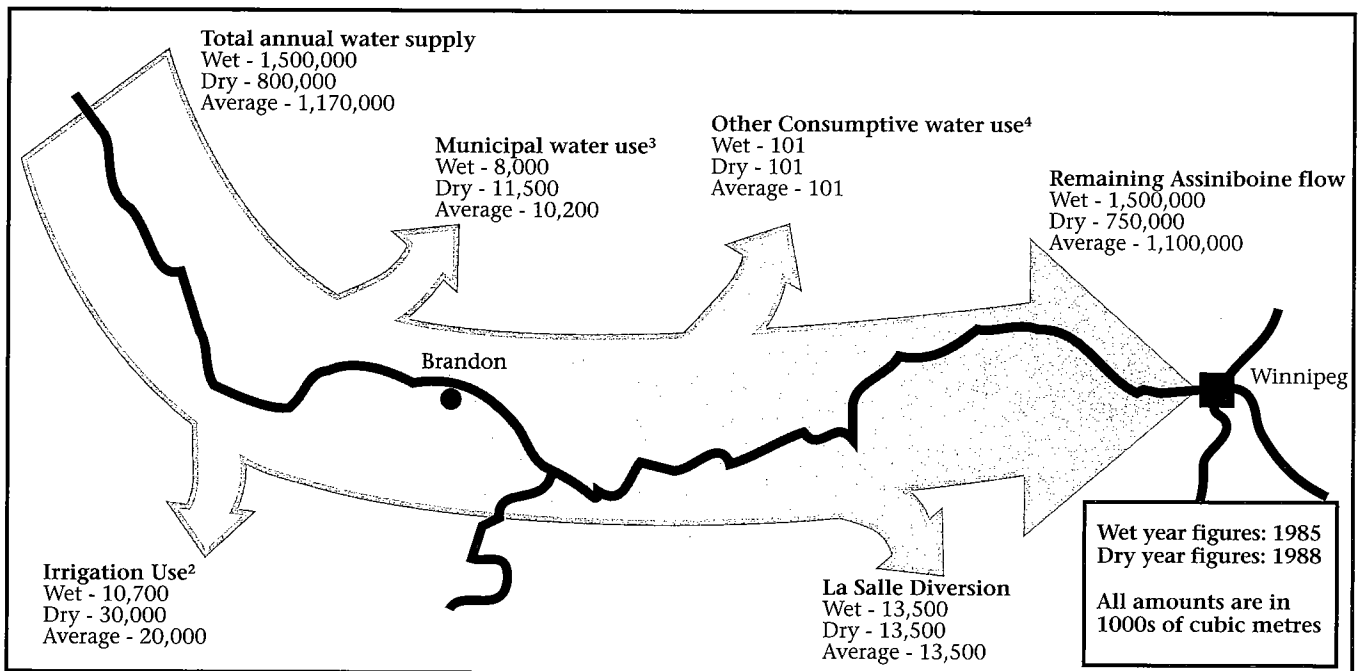 Total annual water supply
Wet - 1,500,000
Dry - 800,000
Average - 1,170,000
Municipal water use³
Wet - 8,000
Dry - 11,500
Average - 10,200
Other Consumptive water use⁴
Wet - 101
Dry - 101
Average - 101
Remaining Assiniboine flow
Wet - 1,500,000
Dry - 750,000
Average - 1,100,000
Brandon
Winnipeg
Irrigation Use²
Wet - 10,700
Dry - 30,000
Average - 20,000
La Salle Diversion
Wet - 13,500
Dry - 13,500
Average - 13,500
Wet year figures: 1985
Dry year figures: 1988
All amounts are in
1000s of cubic metres